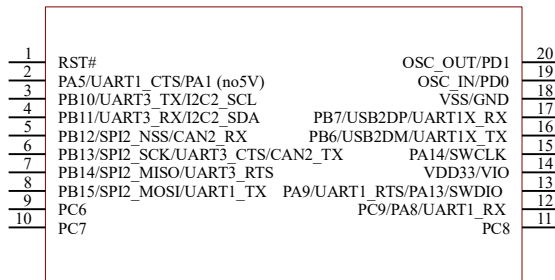 1 RST#
2 PA5/UART1_CTS/PA1 (no5V)
3 PB10/UART3_TX/I2C2_SCL
4 PB11/UART3_RX/I2C2_SDA
5 PB12/SPI2_NSS/CAN2_RX
6 PB13/SPI2_SCK/UART3_CTS/CAN2_TX
7 PB14/SPI2_MISO/UART3_RTS
8 PB15/SPI2_MOSI/UART1_TX
9 PC6
10 PC7
OSC_OUT/PD1 20
OSC_IN/PD0 19
VSS/GND 18
PB7/USB2DP/UART1X_RX 17
PB6/USB2DM/UART1X_TX 16
PA14/SWCLK 15
VDD33/VIO 14
PA9/UART1_RTS/PA13/SWDIO 13
PC9/PA8/UART1_RX 12
PC8 11